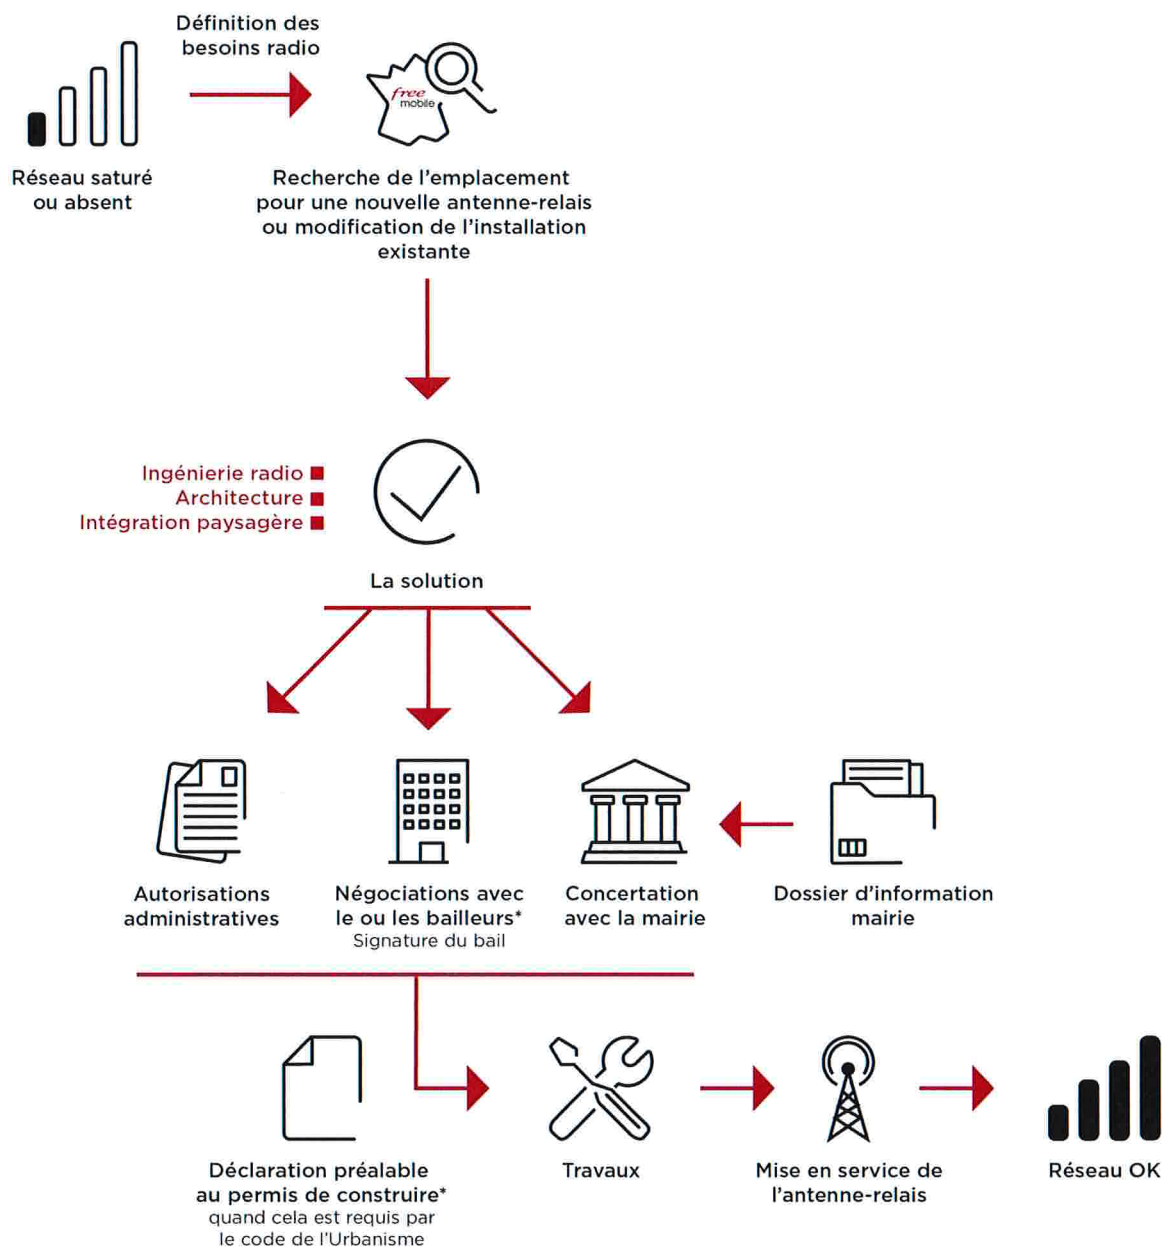 Définition des
besoins radio
free
mobile
Réseau saturé
ou absent
Recherche de l'emplacement
pour une nouvelle antenne-relais
ou modification de l'installation
existante
Ingénierie radio
Architecture
Intégration paysagère
La solution
Autorisations
administratives
Négociations avec
le ou les bailleurs*
Signature du bail
Concertation
avec la mairie
Dossier d'information
mairie
Déclaration préalable
au permis de construire*
quand cela est requis par
le code de l'Urbanisme
Travaux
Mise en service de
l'antenne-relais
Réseau OK